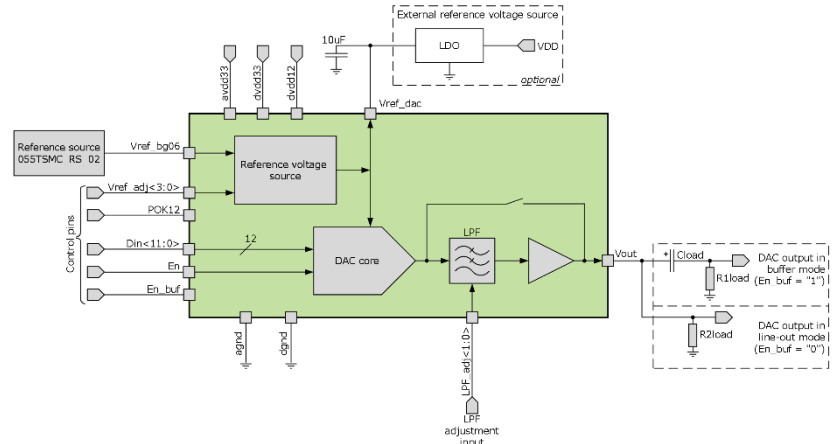 External reference voltage source
10uF
LDO
VDD
optional
avdd33
dvdd33
dvdd12
Vref_dac
Reference source
055TSMC RS 02
Vref_bg06
Reference voltage
source
Control pins
Vref_adj<3:0>
POK12
Din<11:0>
12
En
En_buf
DAC core
LPF
Vout
+
Cload
R1load
DAC output in
buffer mode
(En_buf = "1")
R2load
DAC output in
line-out mode
(En_buf = "0")
agnd
dgnd
LPF_adj<1:0>
LPF
adjustment
input